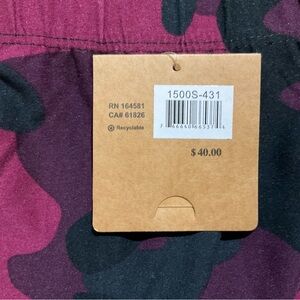 1500S-431
RN 164581
CA# 61826
Recyclable
$ 40.00